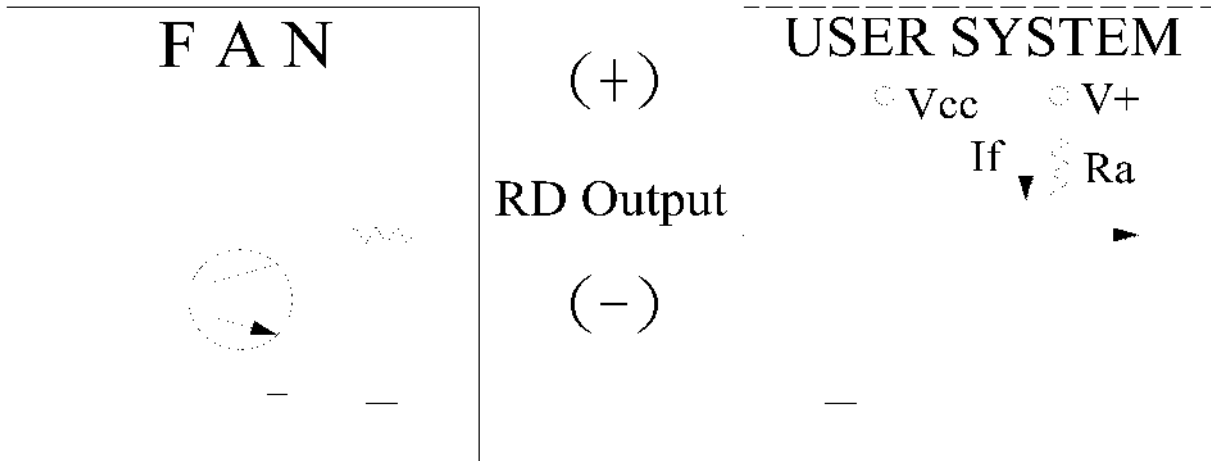 F A N
(+)
RD Output
(−)
USER SYSTEM
Vcc
V+
If
Ra